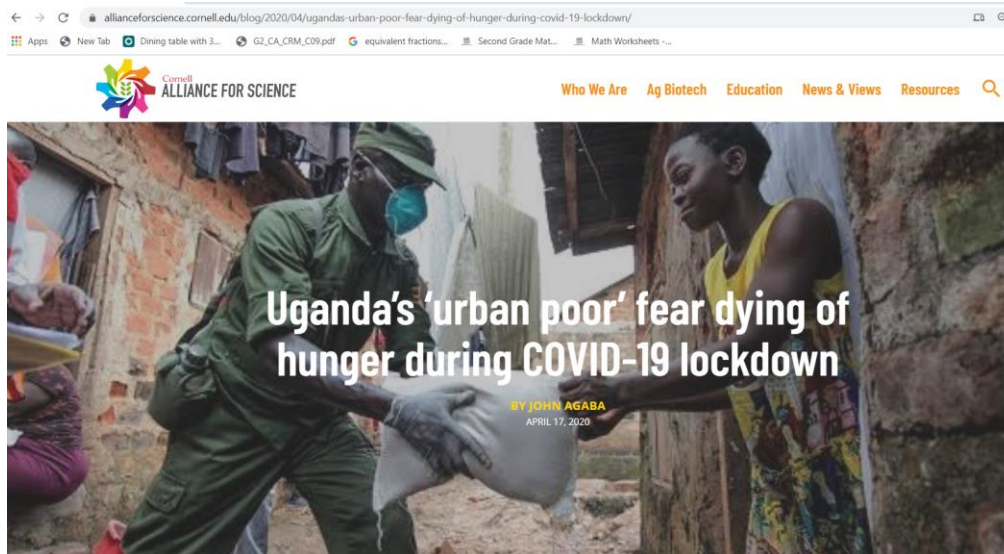 allianceforscience.cornell.edu/blog/2020/04/ugandas-urban-poor-fear-dying-of-hunger-during-covid-19-lockdown/
Apps New Tab Dining table with 3... G2_CA_CRM_C09.pdf equivalent fractions... Second Grade Mat... Math Worksheets -...
Cornell
ALLIANCE FOR SCIENCE
Who We Are Ag Biotech Education News & Views Resources
Uganda's 'urban poor' fear dying of
hunger during COVID-19 lockdown
BY JOHN AGABA
APRIL 17, 2020